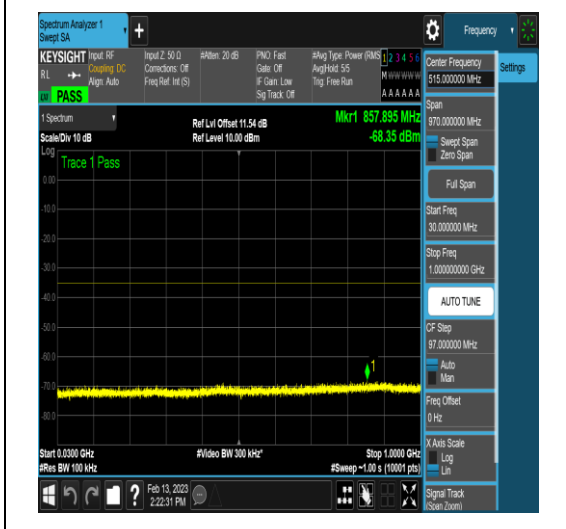 Spectrum Analyzer 1
Swept SA
+
Frequency
KEYSIGHT
Input: RF
Input Z: 50 Ω
#Atten: 20 dB
PNO: Fast
#Avg Type: Power (RMS
1 2 3 4 5 6
RL
Coupling: DC
Corrections: Off
Gate: Off
Avg|Hold: 5/5
M W W W W W
Align: Auto
Freq Ref: Int (S)
IF Gain: Low
Trig: Free Run
Sig Track: Off
A A A A A A
PASS
1 Spectrum
Ref Lvl Offset 11.54 dB
Mkr1 857.895 MHz
Scale/Div 10 dB
Ref Level 10.00 dBm
-68.35 dBm
Log
Trace 1 Pass
0.00
-10.0
-20.0
-30.0
-40.0
-50.0
-60.0
-70.0
-80.0
1
Start 0.0300 GHz
#Video BW 300 kHz*
Stop 1.0000 GHz
#Res BW 100 kHz
#Sweep ~1.00 s (10001 pts)
Center Frequency
515.000000 MHz
Settings
Span
970.000000 MHz
Swept Span
Zero Span
Full Span
Start Freq
30.000000 MHz
Stop Freq
1.000000000 GHz
AUTO TUNE
CF Step
97.000000 MHz
Auto
Man
Freq Offset
0 Hz
X Axis Scale
Log
Lin
Signal Track
(Span Zoom)
?
Feb 13, 2023
2:22:31 PM